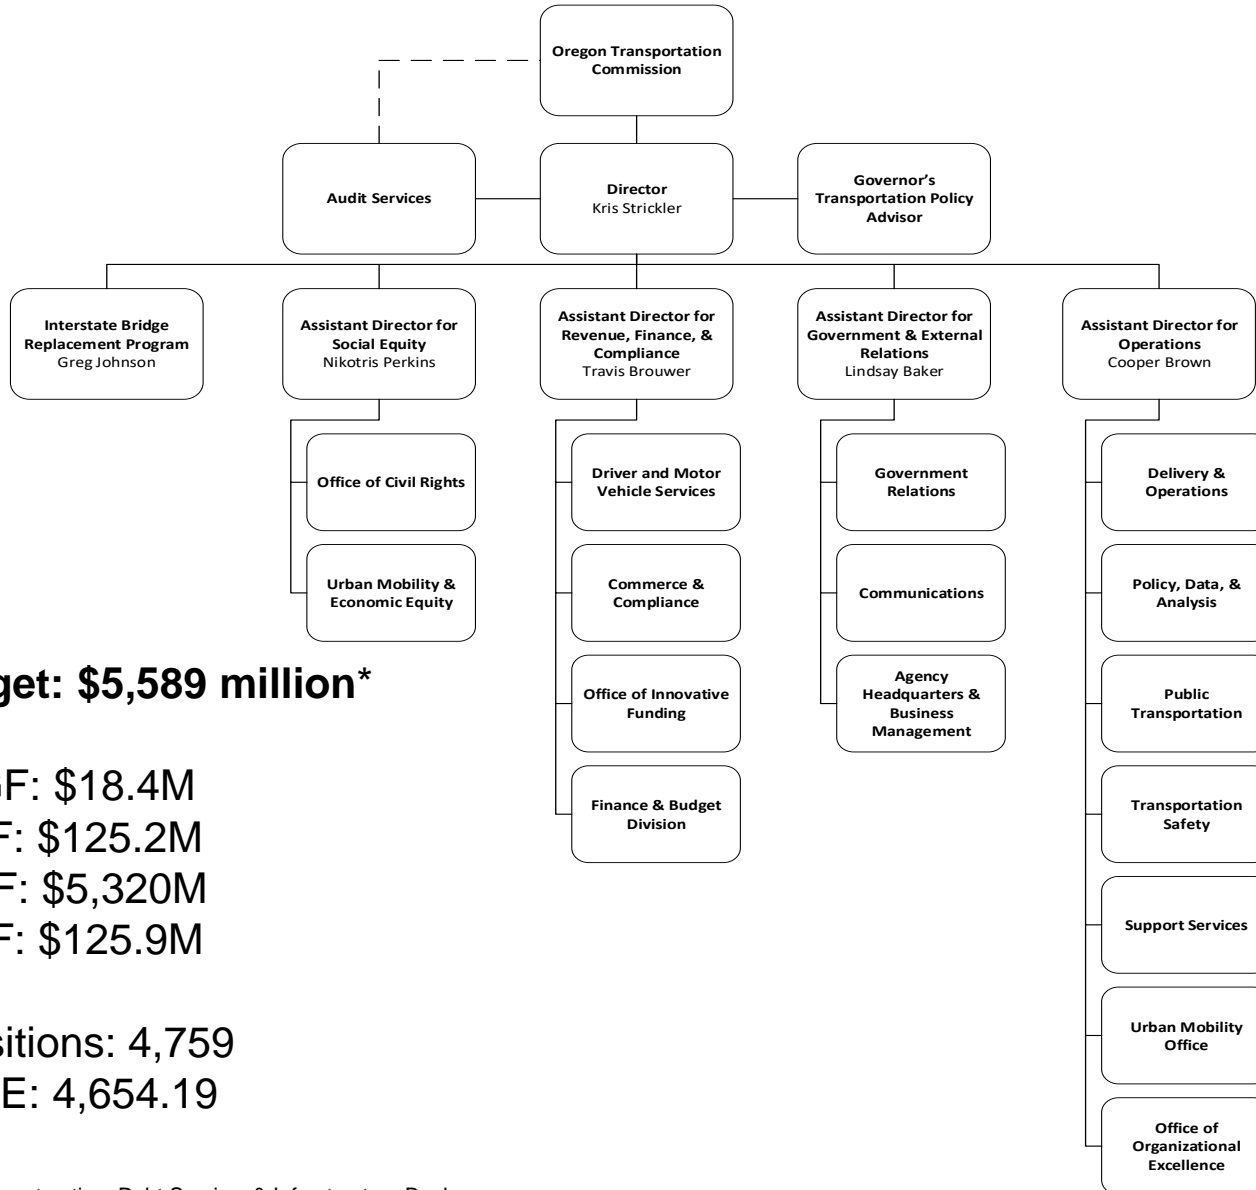 Oregon Transportation
Commission
Audit Services
Director
Kris Strickler
Governor’s
Transportation Policy
Advisor
Interstate Bridge
Replacement Program
Greg Johnson
Assistant Director for
Social Equity
Nikotris Perkins
Assistant Director for
Revenue, Finance, &
Compliance
Travis Brouwer
Assistant Director for
Government & External
Relations
Lindsay Baker
Assistant Director for
Operations
Cooper Brown
Office of Civil Rights
Urban Mobility &
Economic Equity
Driver and Motor
Vehicle Services
Commerce &
Compliance
Office of Innovative
Funding
Finance & Budget
Division
Government
Relations
Communications
Agency
Headquarters &
Business
Management
Delivery &
Operations
Policy, Data, &
Analysis
Public
Transportation
Transportation
Safety
Support Services
Urban Mobility
Office
Office of
Organizational
Excellence
get: $5,589 million*
F: $18.4M
F: $125.2M
F: $5,320M
F: $125.9M
sitions: 4,759
E: 4,654.19